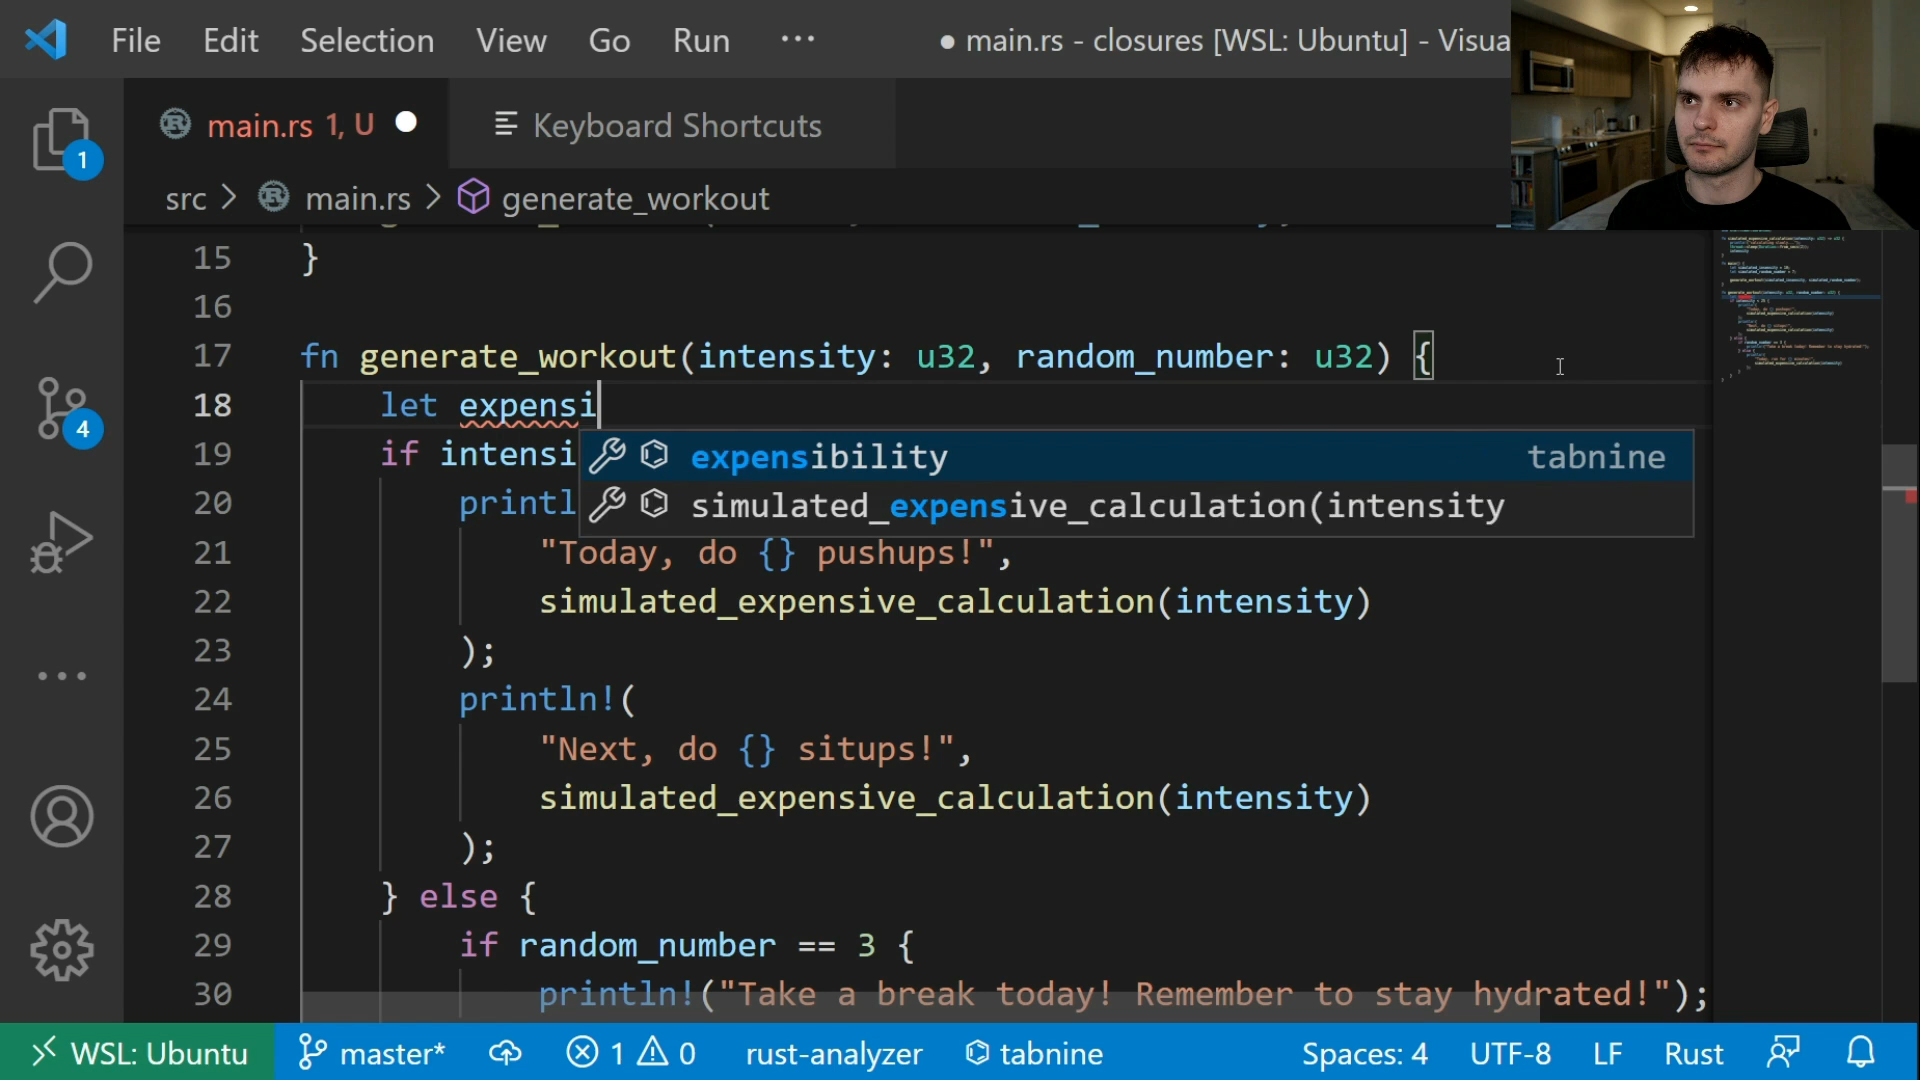 File Edit Selection View Go Run ··· ● main.rs - closures [WSL: Ubuntu] - Visua
main.rs 1, U ● Keyboard Shortcuts
1
src > main.rs > generate_workout
15 }
16
17 fn generate_workout(intensity: u32, random_number: u32) {
18 let expensi
4
19 if intensi
expensibility tabnine
20 printl
simulated_expensive_calculation(intensity
21 "Today, do {} pushups!",
22 simulated_expensive_calculation(intensity)
23 );
24 println!(
25 "Next, do {} situps!",
26 simulated_expensive_calculation(intensity)
27 );
28 } else {
29 if random_number == 3 {
30 println!("Take a break today! Remember to stay hydrated!");
WSL: Ubuntu master* 1 0 rust-analyzer tabnine Spaces: 4 UTF-8 LF Rust